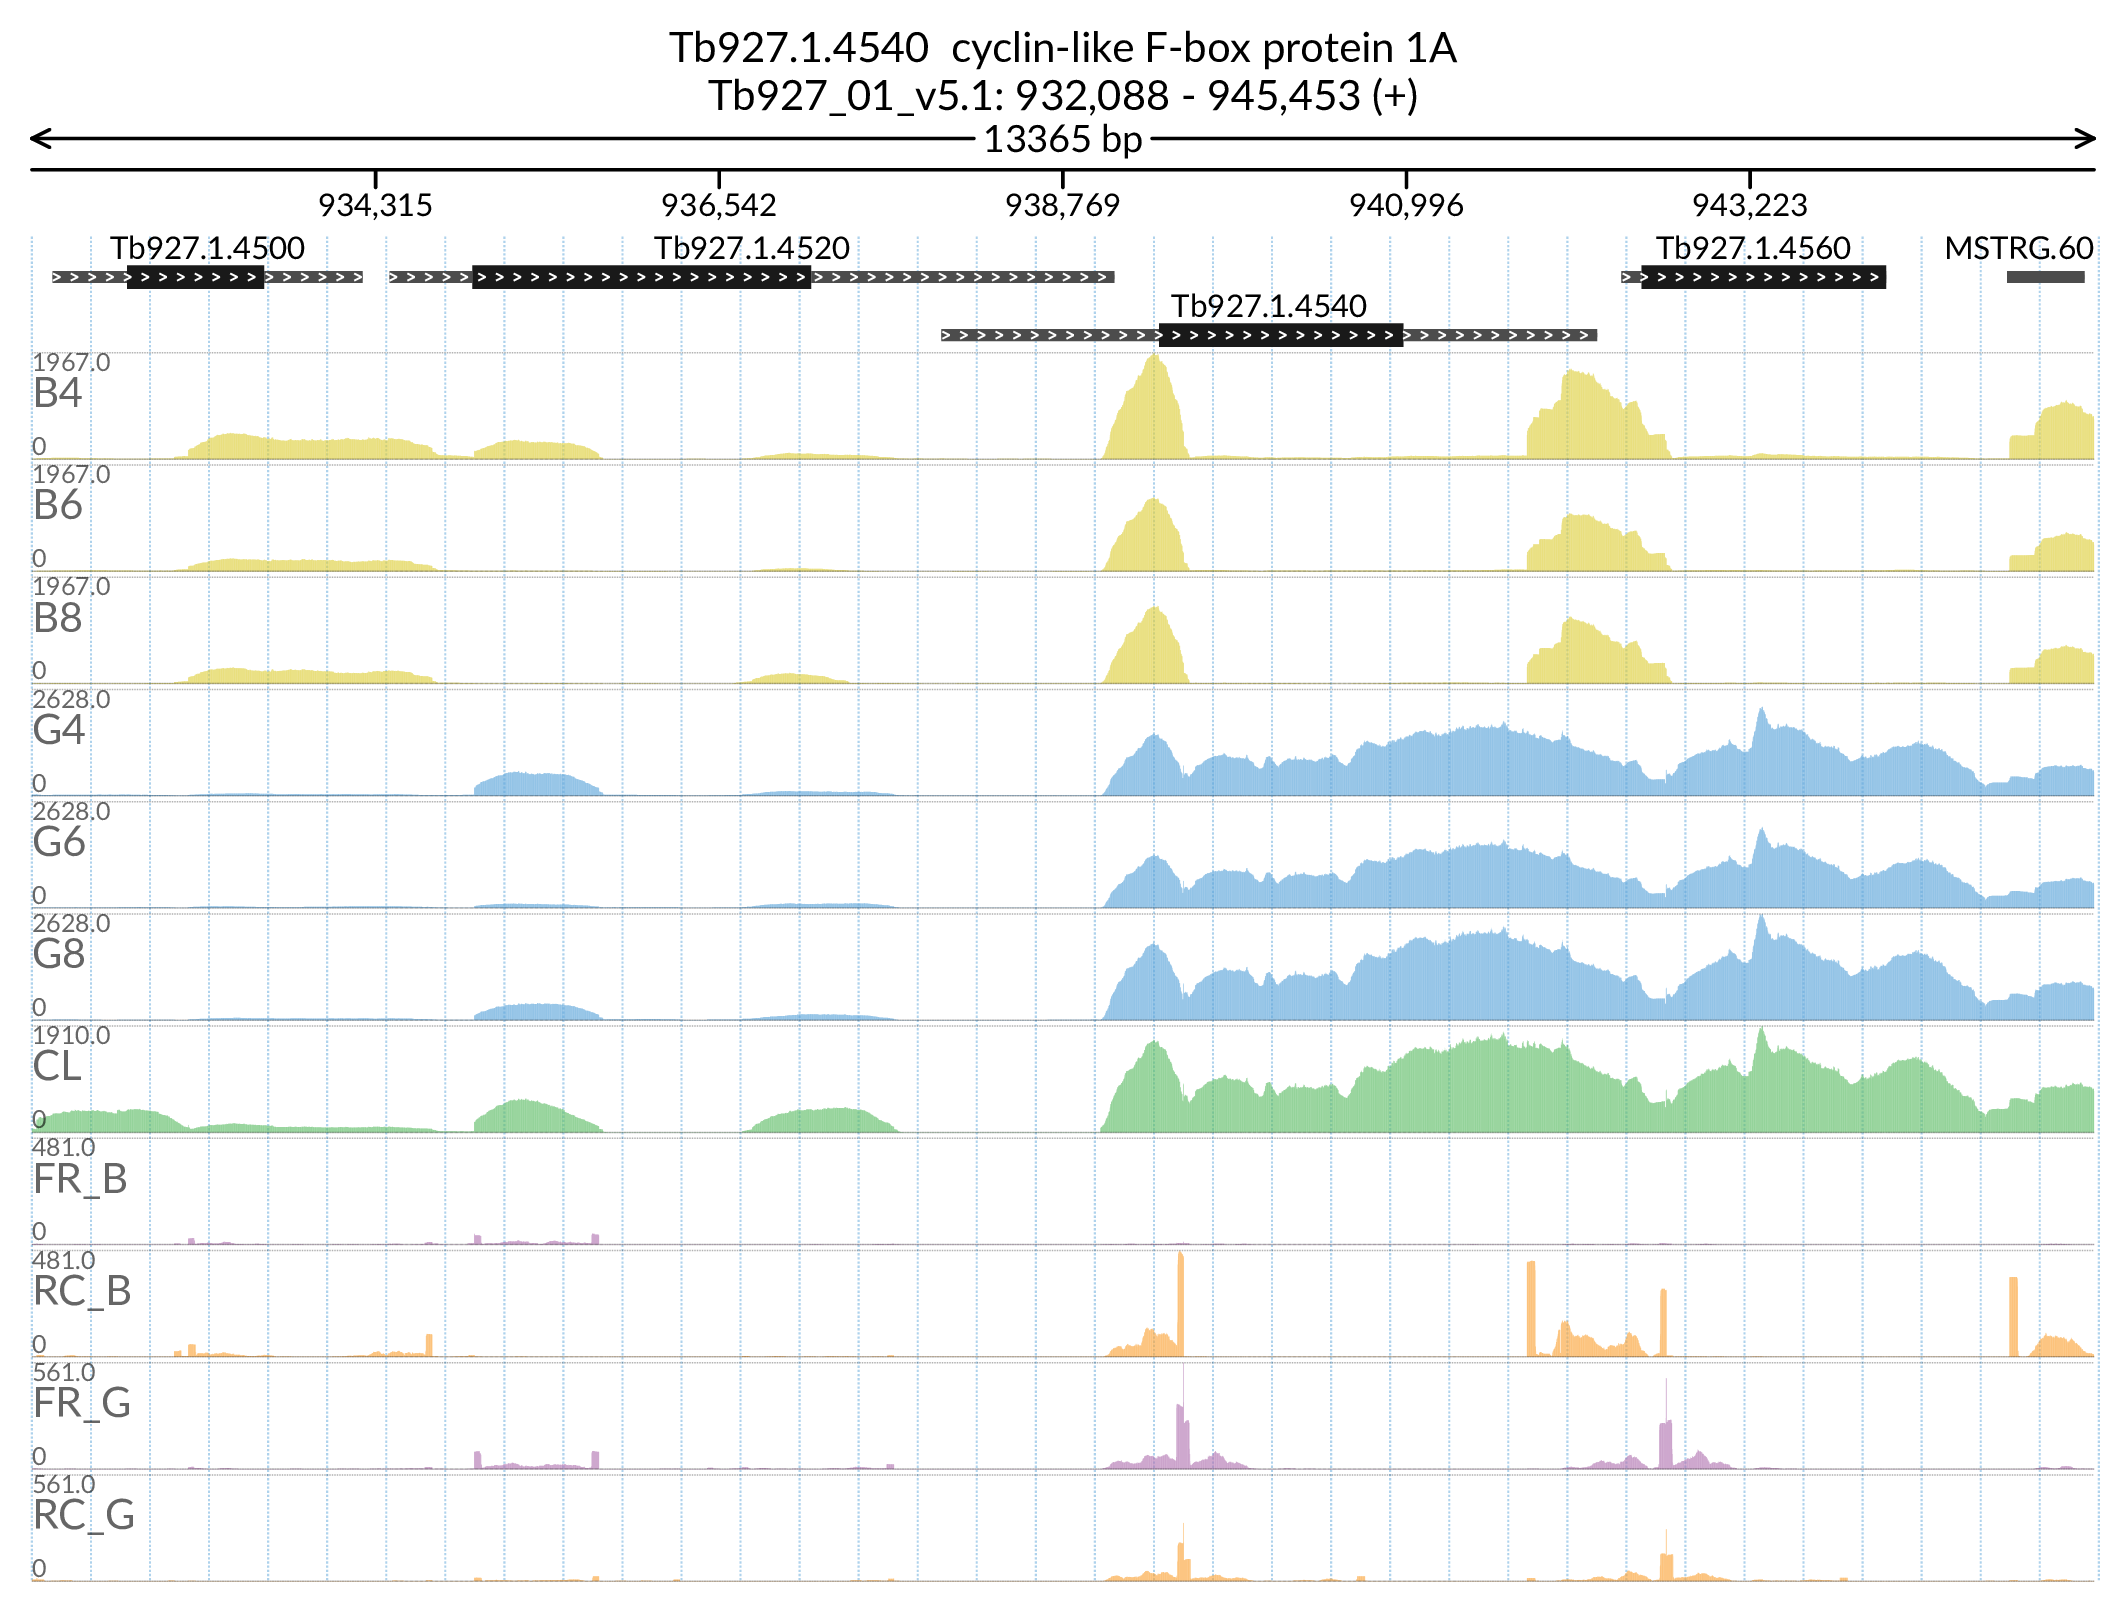 Tb927.1.4540  cyclin-like F-box protein 1A
Tb927_01_v5.1: 932,088 - 945,453 (+)
13365 bp
934,315 936,542 938,769 940,996 943,223
Tb927.1.4500 Tb927.1.4520 Tb927.1.4560 MSTRG.60
Tb927.1.4540
1967.0
B4
0
1967.0
B6
0
1967.0
B8
0
2628.0
G4
0
2628.0
G6
0
2628.0
G8
0
1910.0
CL
0
481.0
FR_B
0
481.0
RC_B
0
561.0
FR_G
0
561.0
RC_G
0